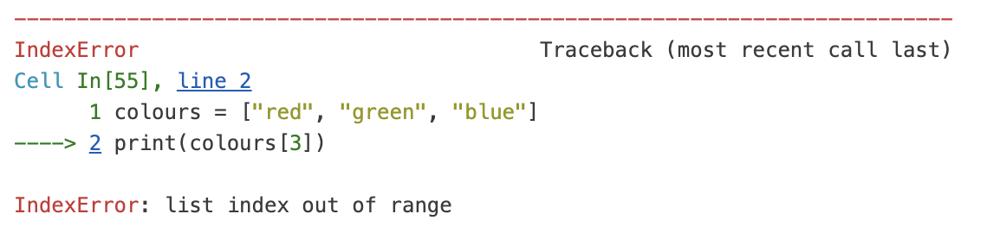 ---------------------------------------------------------------------------
IndexError                                Traceback (most recent call last)
Cell In[55], line 2
      1 colours = ["red", "green", "blue"]
----> 2 print(colours[3])

IndexError: list index out of range